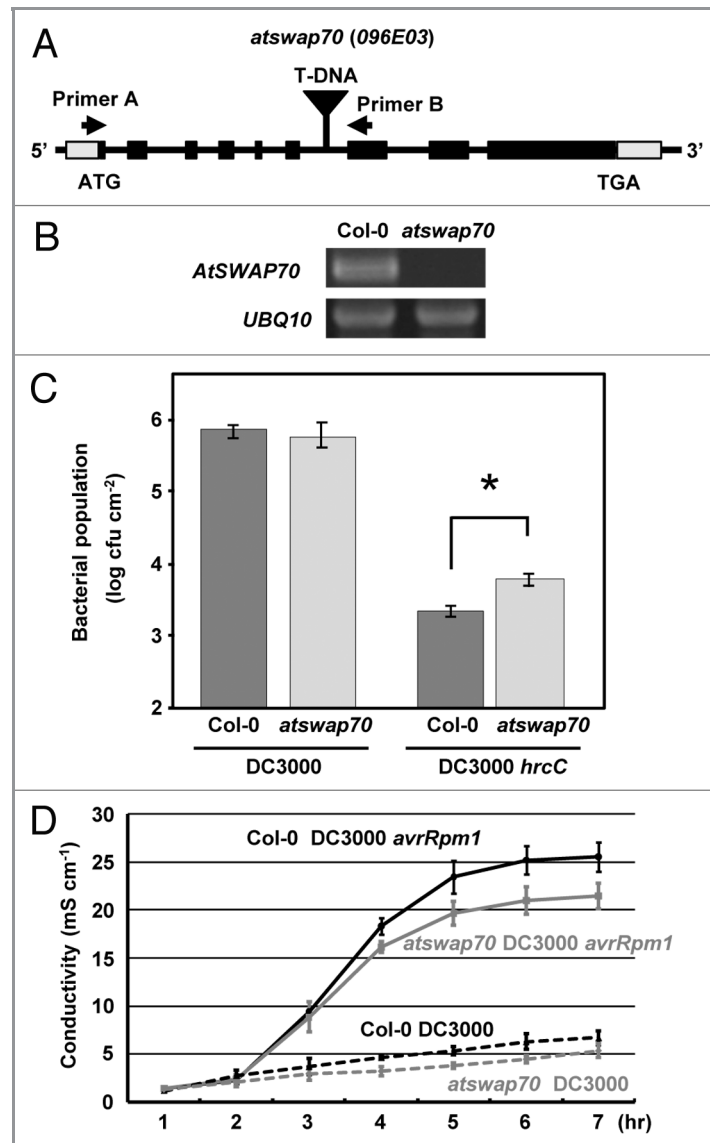 A
atswap70 (096E03)
T-DNA
Primer A
Primer B
5’
3’
ATG
TGA
B
Col-0 atswap70
AtSWAP70
UBQ10
C
Bacterial population
(log cfu cm-2)
6
5
4
3
2
*
Col-0 atswap70 Col-0 atswap70
DC3000 DC3000 hrcC
D
Conductivity (mS cm-1)
30
25
20
15
10
5
0
Col-0 DC3000 avrRpm1
atswap70 DC3000 avrRpm1
Col-0 DC3000
atswap70 DC3000
1 2 3 4 5 6 7 (hr)